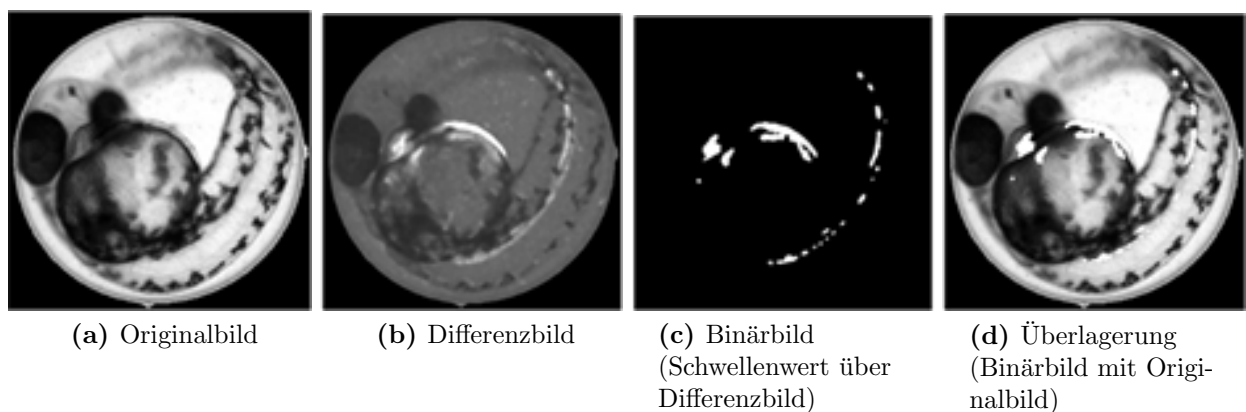 (a) Originalbild
(b) Differenzbild
(c) Binärbild
(Schwellenwert über
Differenzbild)
(d) Überlagerung
(Binärbild mit Origi-
nalbild)